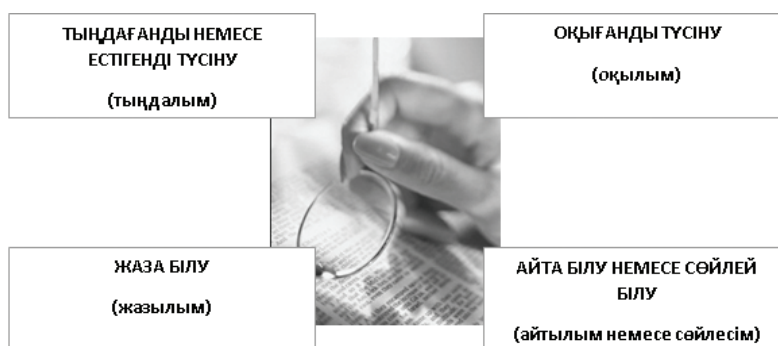 ТЫҢДАҒАНДЫ НЕМЕСЕ
ЕСТІГЕНДІ ТҮСІНУ
(тыңдалым)
ОҚЫҒАНДЫ ТҮСІНУ
(оқылым)
ЖАЗА БІЛУ
(жазылым)
АЙТА БІЛУ НЕМЕСЕ СӨЙЛЕЙ
БІЛУ
(айтылым немесе сөйлесім)